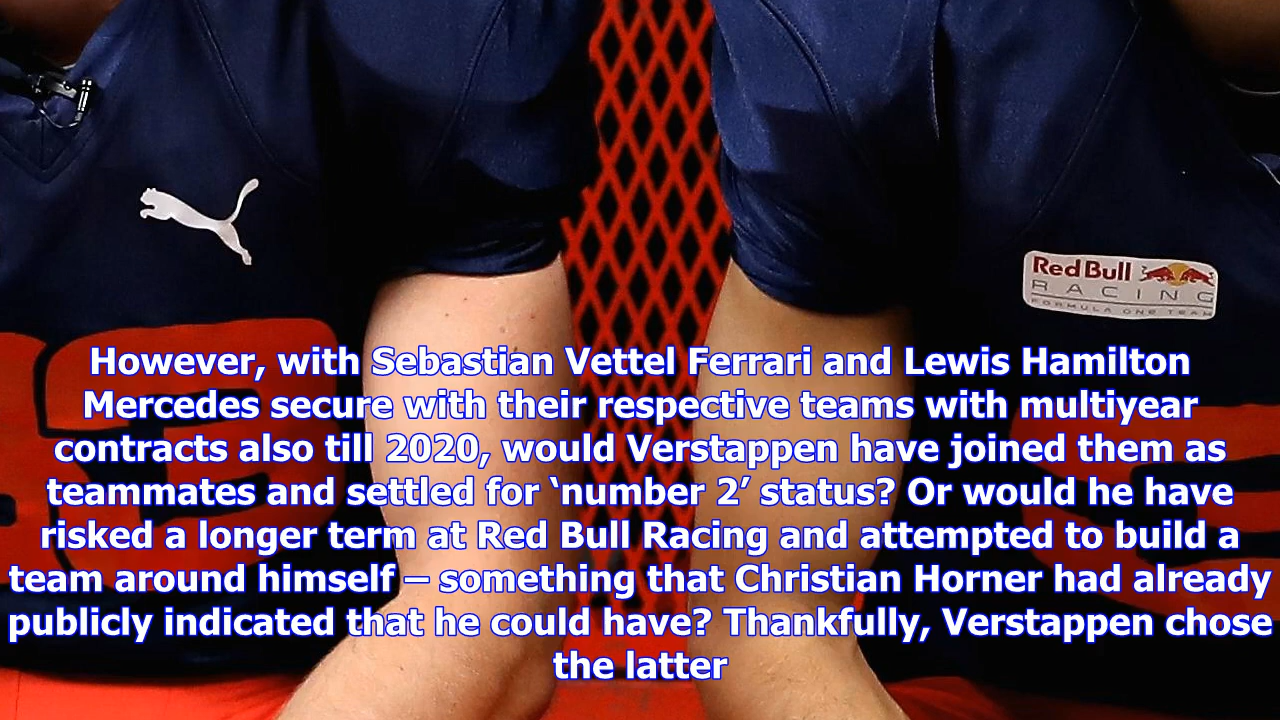 Red Bull
RACING
FORMULA ONE TEAM
However, with Sebastian Vettel Ferrari and Lewis Hamilton
Mercedes secure with their respective teams with multiyear
contracts also till 2020, would Verstappen have joined them as
teammates and settled for ‘number 2’ status? Or would he have
risked a longer term at Red Bull Racing and attempted to build a
team around himself – something that Christian Horner had already
publicly indicated that he could have? Thankfully, Verstappen chose
the latter